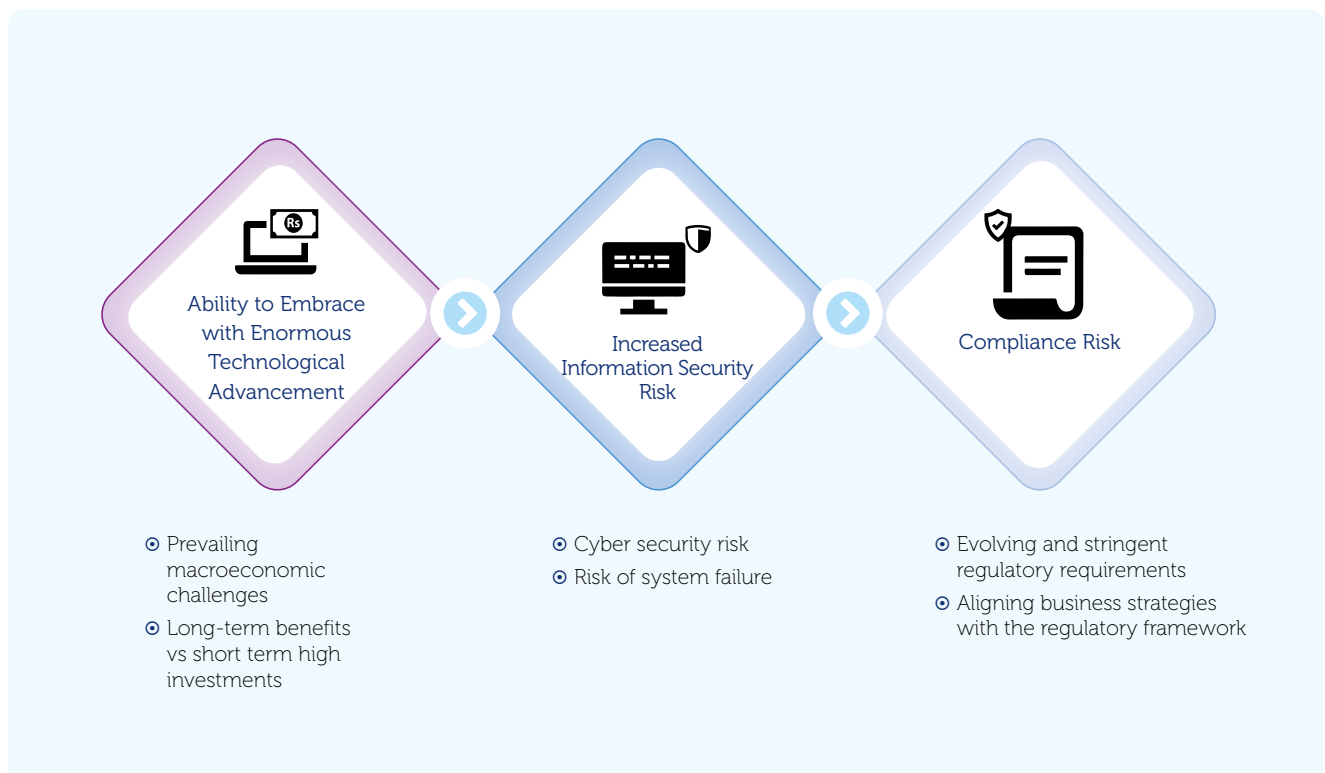 Rs
Ability to Embrace
with Enormous
Technological
Advancement
Increased
Information Security
Risk
Compliance Risk
Prevailing
macroeconomic
challenges
Long-term benefits
vs short term high
investments
Cyber security risk
Risk of system failure
Evolving and stringent
regulatory requirements
Aligning business strategies
with the regulatory framework